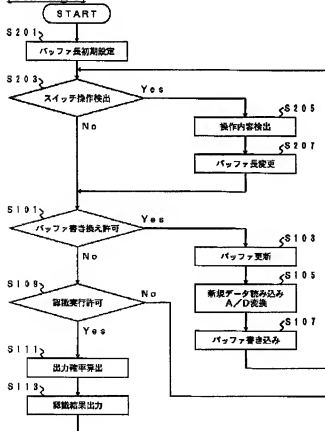 START
S201
バッファ長初期設定
S203
スイッチ操作検出
Yes
No
S205
操作内容検出
S207
バッファ長変更
S101
バッファ書き換え許可
Yes
No
S103
バッファ更新
S105
新規データ読み込み
A/D変換
S107
バッファ書き込み
S109
認識実行許可
No
Yes
S111
出力確率算出
S113
認識結果出力